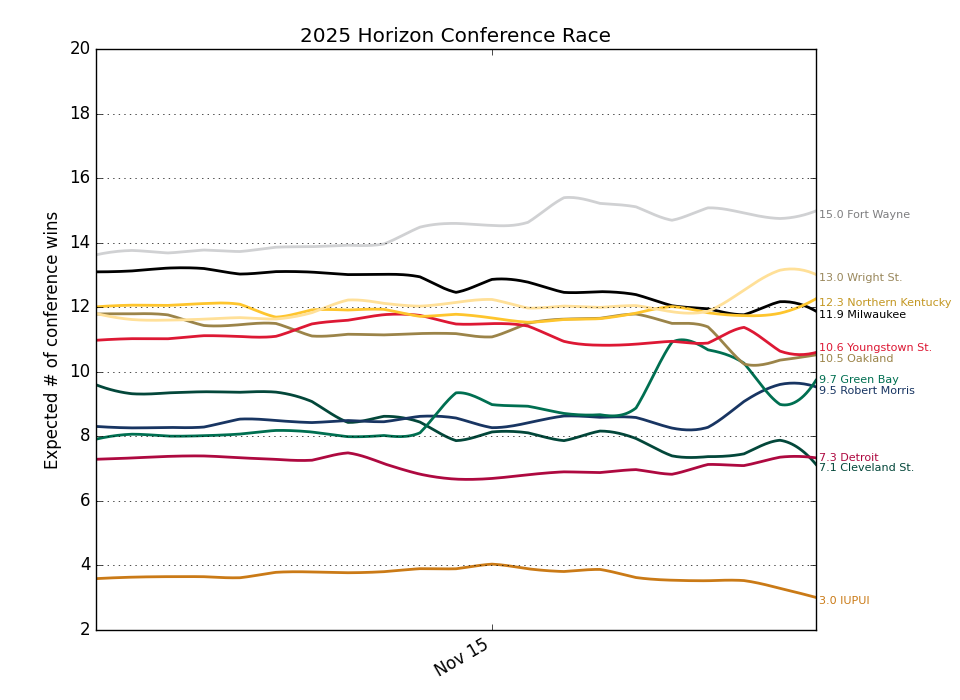 2025 Horizon Conference Race
Expected # of conference wins
20
18
16
14
12
10
8
6
4
2
15.0 Fort Wayne
13.0 Wright St.
12.3 Northern Kentucky
11.9 Milwaukee
10.6 Youngstown St.
10.5 Oakland
9.7 Green Bay
9.5 Robert Morris
7.3 Detroit
7.1 Cleveland St.
3.0 IUPUI
Nov 15